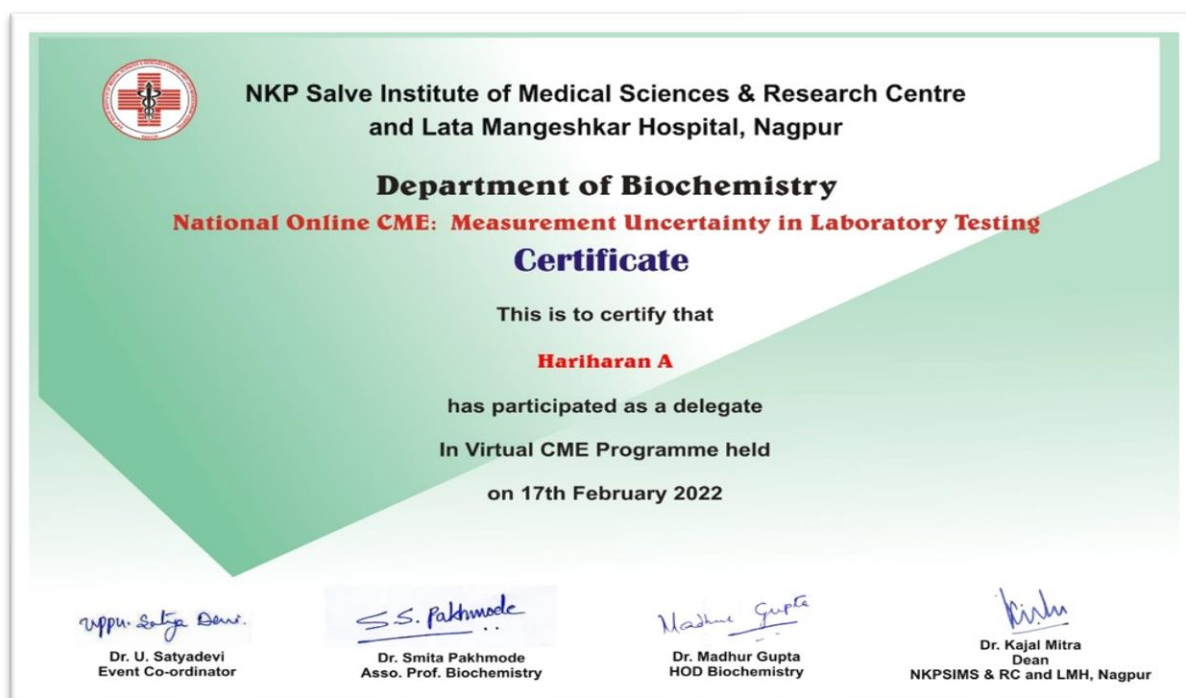 NKP Salve Institute of Medical Sciences & Research Centre
and Lata Mangeshkar Hospital, Nagpur
Department of Biochemistry
National Online CME: Measurement Uncertainty in Laboratory Testing
Certificate
This is to certify that
Hariharan A
has participated as a delegate
In Virtual CME Programme held
on 17th February 2022
Uppu. Satya Devi.
Dr. U. Satyadevi
Event Co-ordinator
S.S. Pakhmode
Dr. Smita Pakhmode
Asso. Prof. Biochemistry
Madhur Gupta
Dr. Madhur Gupta
HOD Biochemistry
Dr. Kajal Mitra
Dean
NKPSIMS & RC and LMH, Nagpur